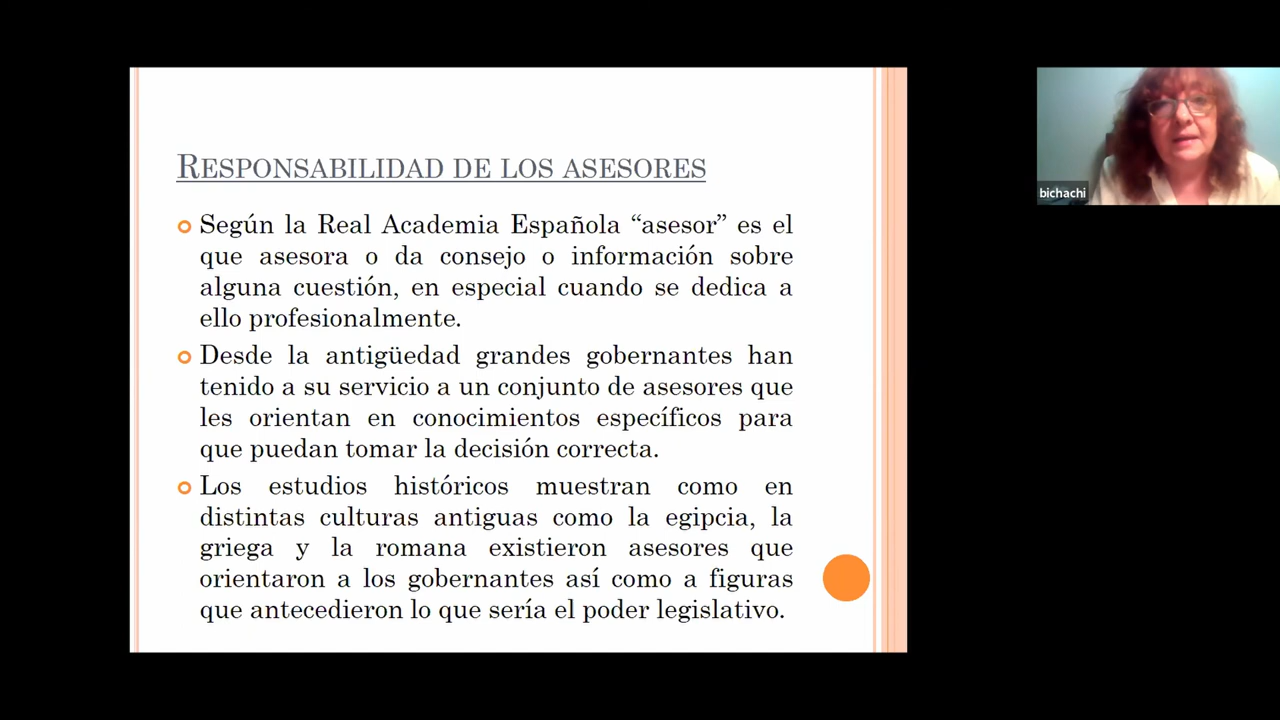 RESPONSABILIDAD DE LOS ASESORES
Según la Real Academia Española “asesor” es el
que asesora o da consejo o información sobre
alguna cuestión, en especial cuando se dedica a
ello profesionalmente.
Desde la antigüedad grandes gobernantes han
tenido a su servicio a un conjunto de asesores que
les orientan en conocimientos específicos para
que puedan tomar la decisión correcta.
Los estudios históricos muestran como en
distintas culturas antiguas como la egipcia, la
griega y la romana existieron asesores que
orientaron a los gobernantes así como a figuras
que antecedieron lo que sería el poder legislativo.
bichachi